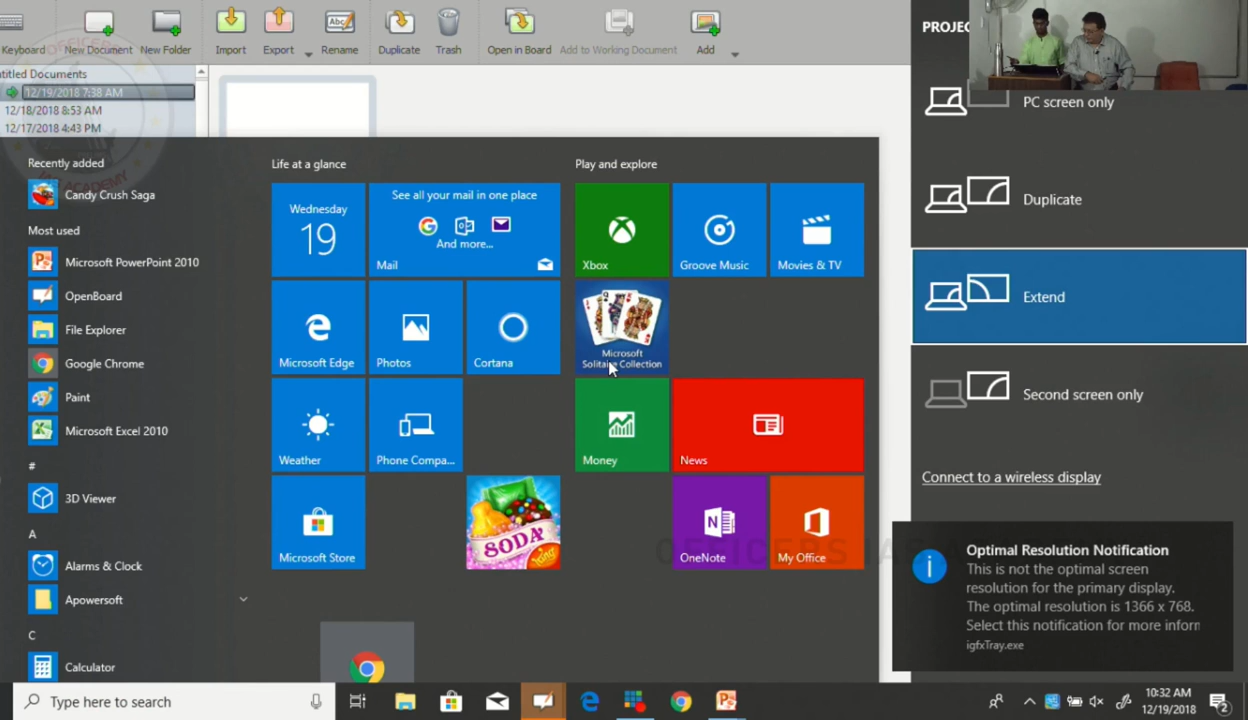 Keyboard
New Document
New Folder
Import
Export
Rename
Duplicate
Trash
Open in Board
Add to Working Document
Add
ntitled Documents
12/19/2018 7:38 AM
12/18/2018 8:53 AM
12/17/2018 4:43 PM
Recently added
Candy Crush Saga
Most used
Microsoft PowerPoint 2010
OpenBoard
File Explorer
Google Chrome
Paint
Microsoft Excel 2010
#
3D Viewer
A
Alarms & Clock
Apowersoft
C
Calculator
Life at a glance
Wednesday
19
See all your mail in one place
And more...
Mail
Microsoft Edge
Photos
Cortana
Weather
Phone Compa...
Microsoft Store
SODA
Play and explore
Xbox
Groove Music
Movies & TV
Microsoft
Solitaire Collection
Money
News
OneNote
My Office
PROJEC
PC screen only
Duplicate
Extend
Second screen only
Connect to a wireless display
Optimal Resolution Notification
This is not the optimal screen
resolution for the primary display.
The optimal resolution is 1366 x 768.
Select this notification for more inforr
igfxTray.exe
Type here to search
10:32 AM
12/19/2018
2